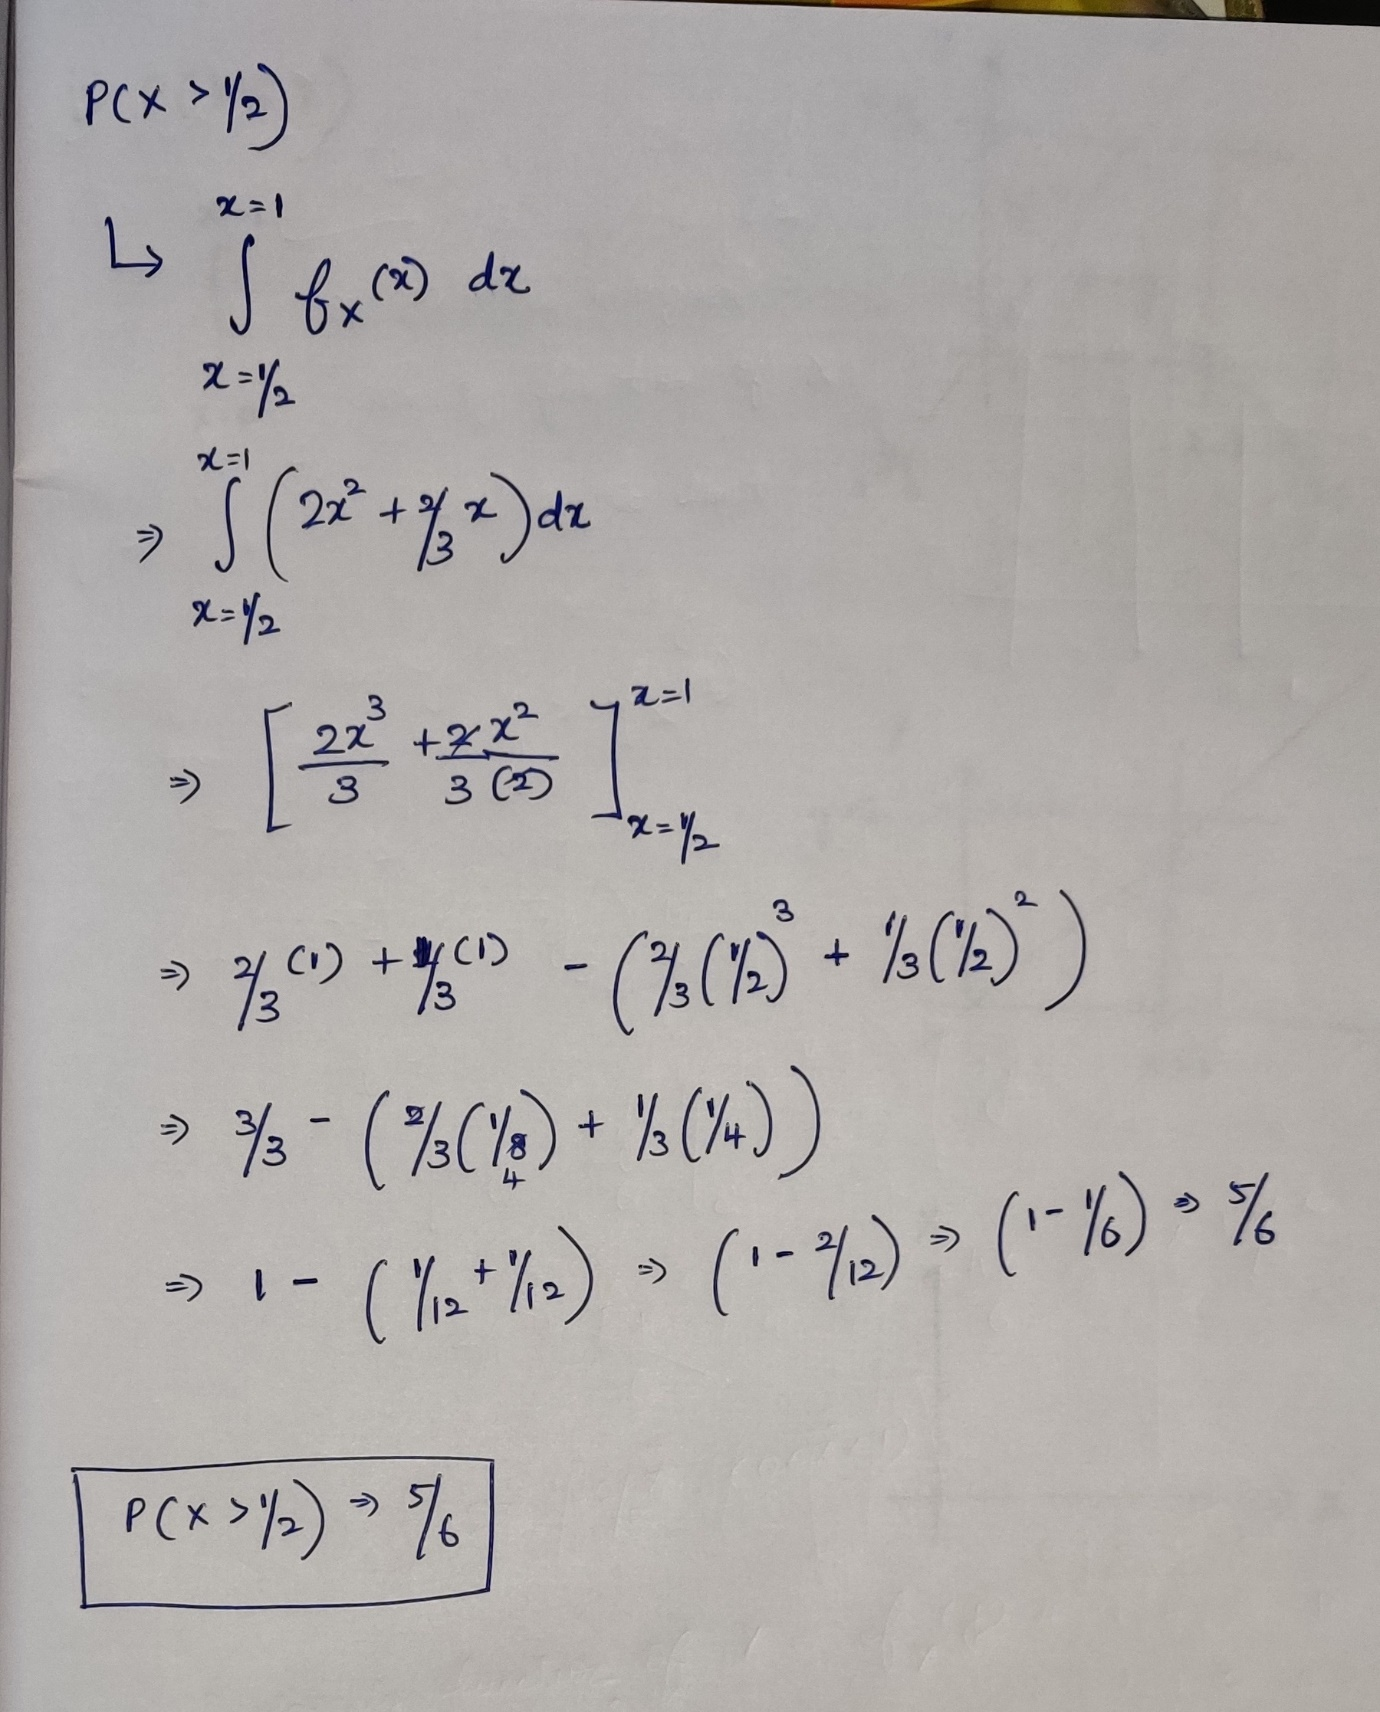 P(X > 1/2)
↳ ∫_{x=1/2}^{x=1} f_X(x) dx
⇒ ∫_{x=1/2}^{x=1} (2x² + 2/3 x) dx
⇒ [2x³/3 + 2x²/3(2)]_{x=1/2}^{x=1}
⇒ 2/3(1) + 1/3(1) - (2/3(1/2)³ + 1/3(1/2)²)
⇒ 3/3 - (2/3(1/8) + 1/3(1/4))
4
⇒ 1 - (1/12 + 1/12) ⇒ (1 - 2/12) ⇒ (1 - 1/6) ⇒ 5/6
P(X > 1/2) ⇒ 5/6